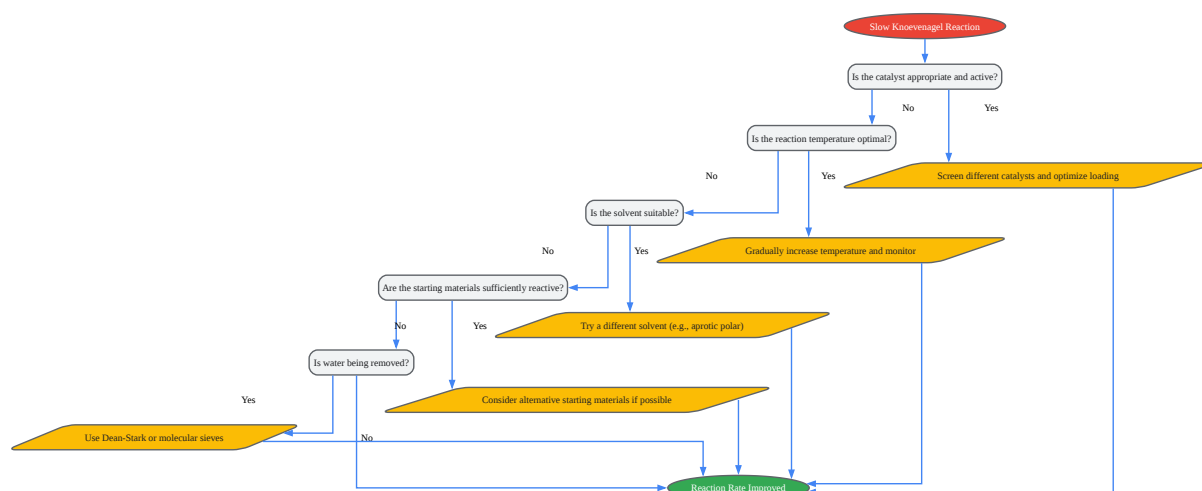 Slow Knoevenagel Reaction
Is the catalyst appropriate and active?
No
Yes
Is the reaction temperature optimal?
No
Yes
Screen different catalysts and optimize loading
Is the solvent suitable?
No
Yes
Gradually increase temperature and monitor
Are the starting materials sufficiently reactive?
No
Yes
Try a different solvent (e.g., aprotic polar)
Is water being removed?
Yes
Consider alternative starting materials if possible
Use Dean-Stark or molecular sieves
No
Reaction Rate Improved